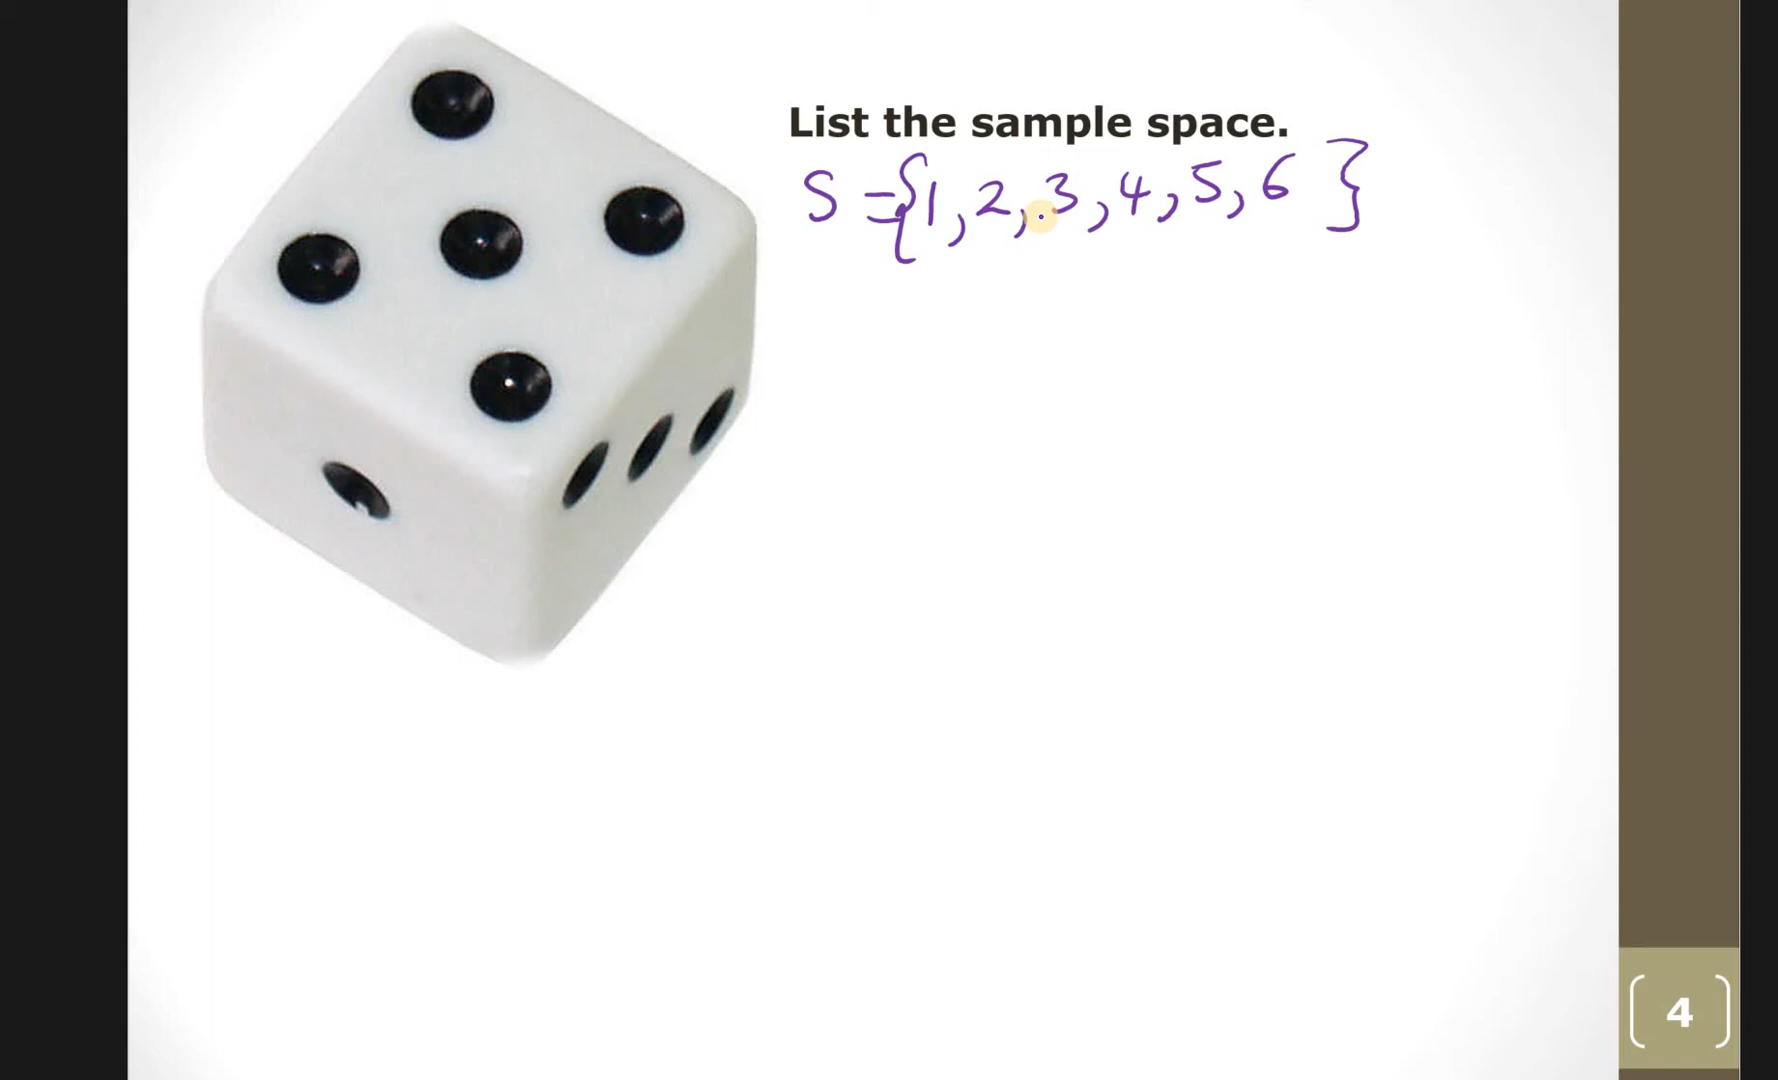 List the sample space.
S = {1, 2, 3, 4, 5, 6 }
4